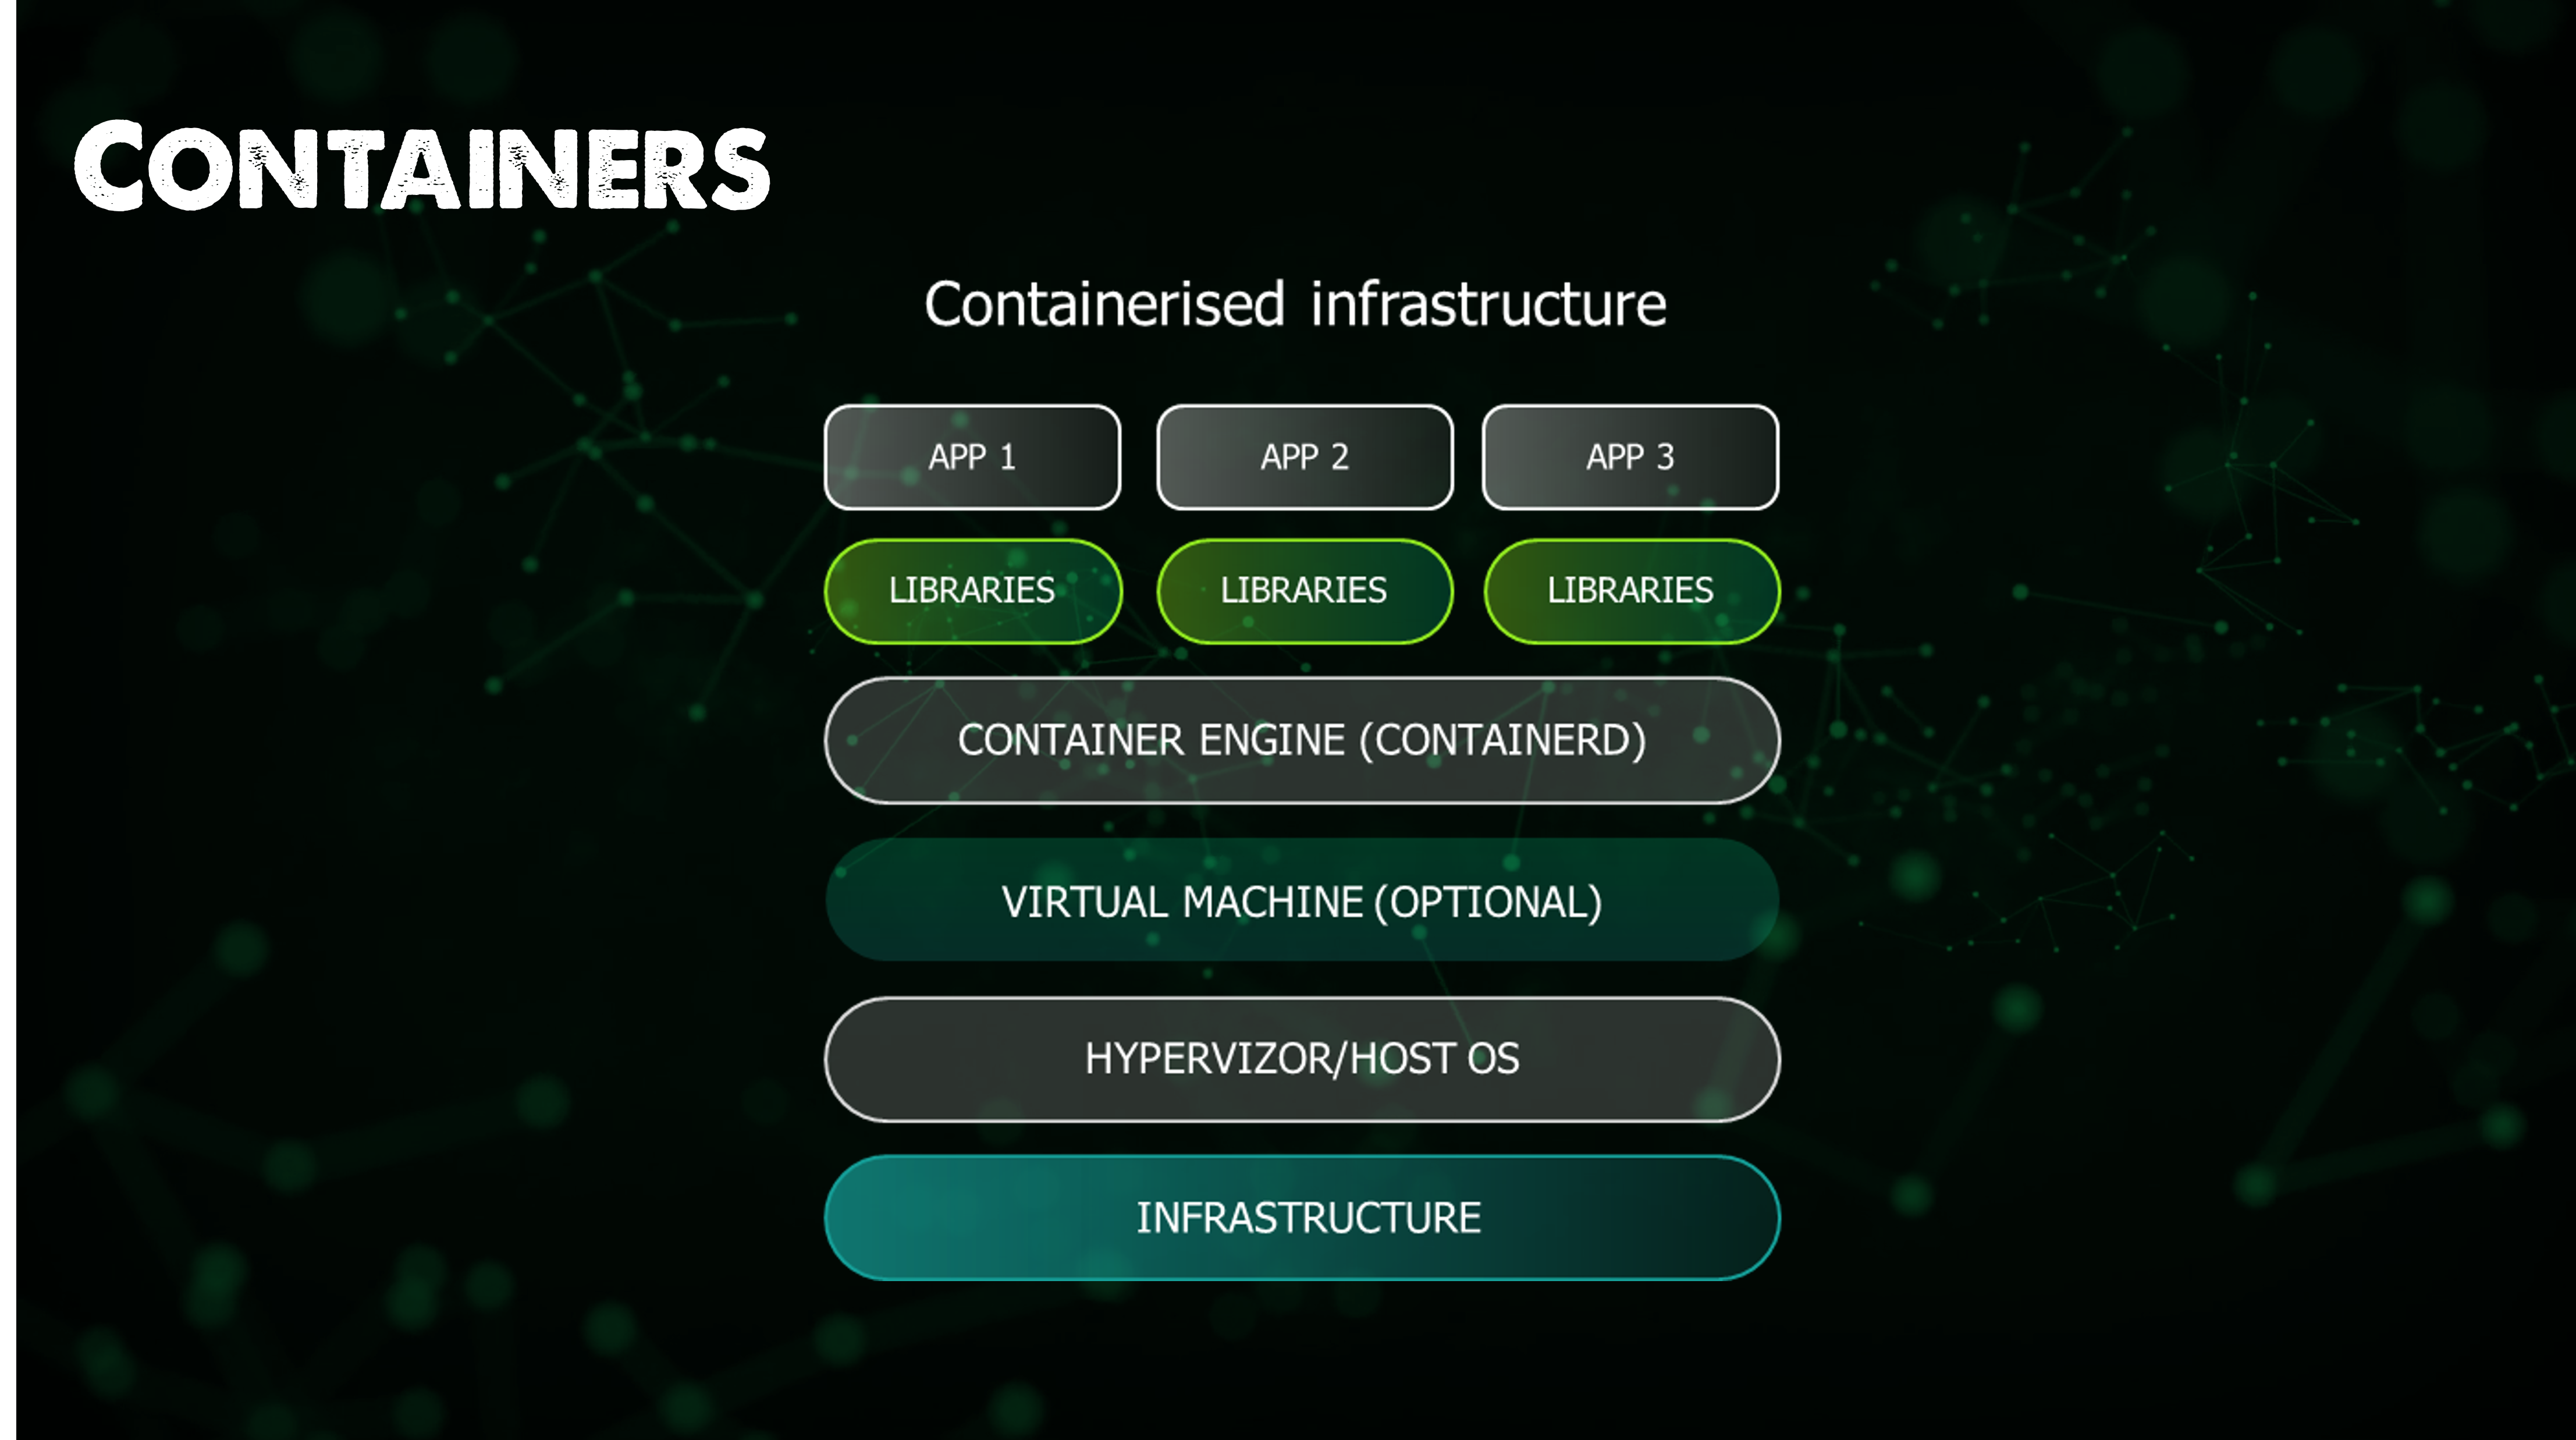 CONTAINERS
Containerised infrastructure
APP 1 APP 2 APP 3
LIBRARIES LIBRARIES LIBRARIES
CONTAINER ENGINE (CONTAINERD)
VIRTUAL MACHINE (OPTIONAL)
HYPERVIZOR/HOST OS
INFRASTRUCTURE